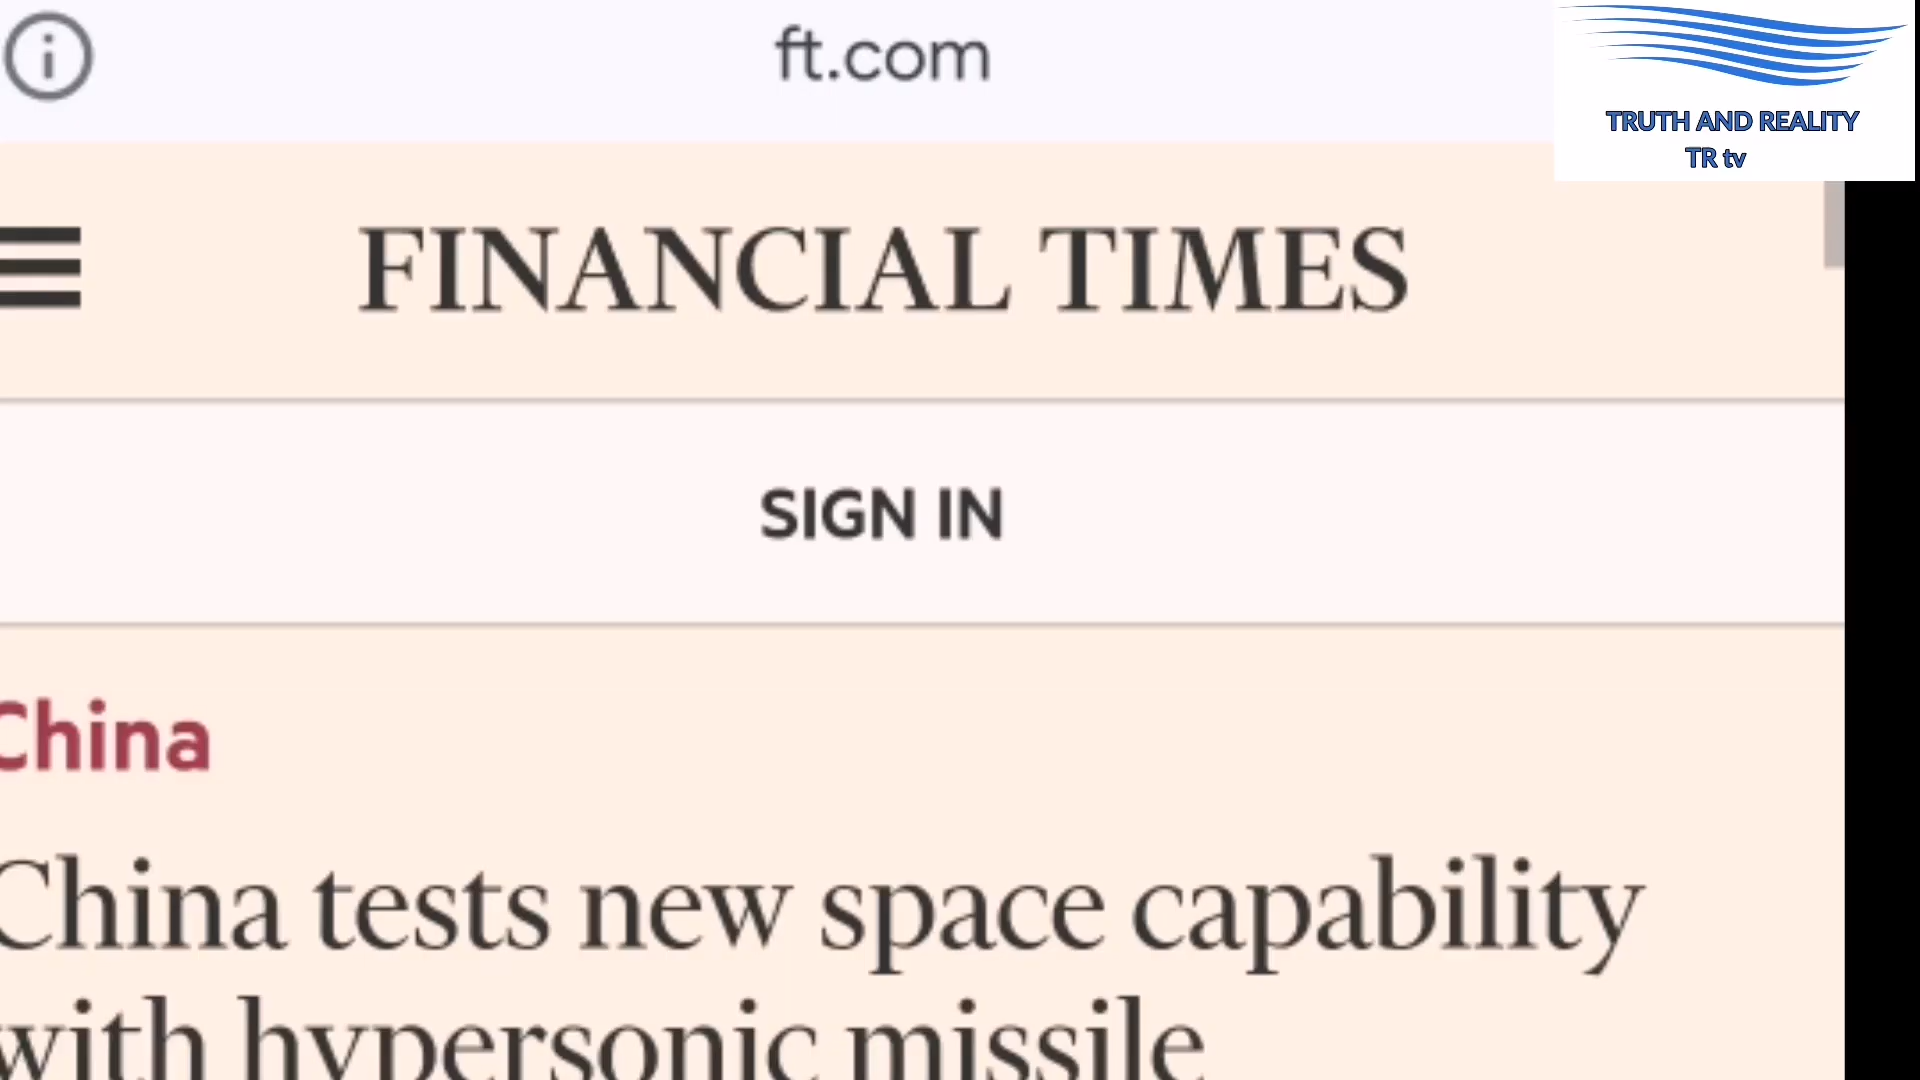 ft.com
TRUTH AND REALITY
TR tv
FINANCIAL TIMES
SIGN IN
China
China tests new space capability
with hypersonic missile